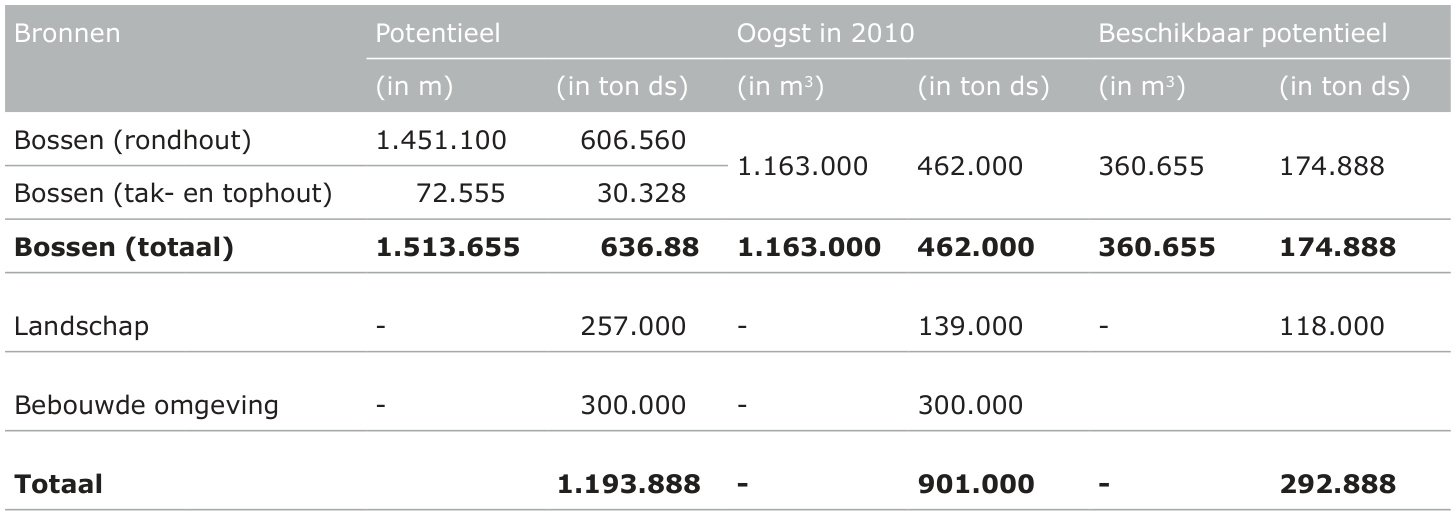 Bronnen Potentieel Oogst in 2010 Beschikbaar potentieel
(in m) (in ton ds) (in m³) (in ton ds) (in m³) (in ton ds)
Bossen (rondhout) 1.451.100 606.560
1.163.000 462.000 360.655 174.888
Bossen (tak- en tophout) 72.555 30.328
Bossen (totaal) 1.513.655 636.88 1.163.000 462.000 360.655 174.888
Landschap - 257.000 - 139.000 - 118.000
Bebouwde omgeving - 300.000 - 300.000
Totaal 1.193.888 - 901.000 - 292.888